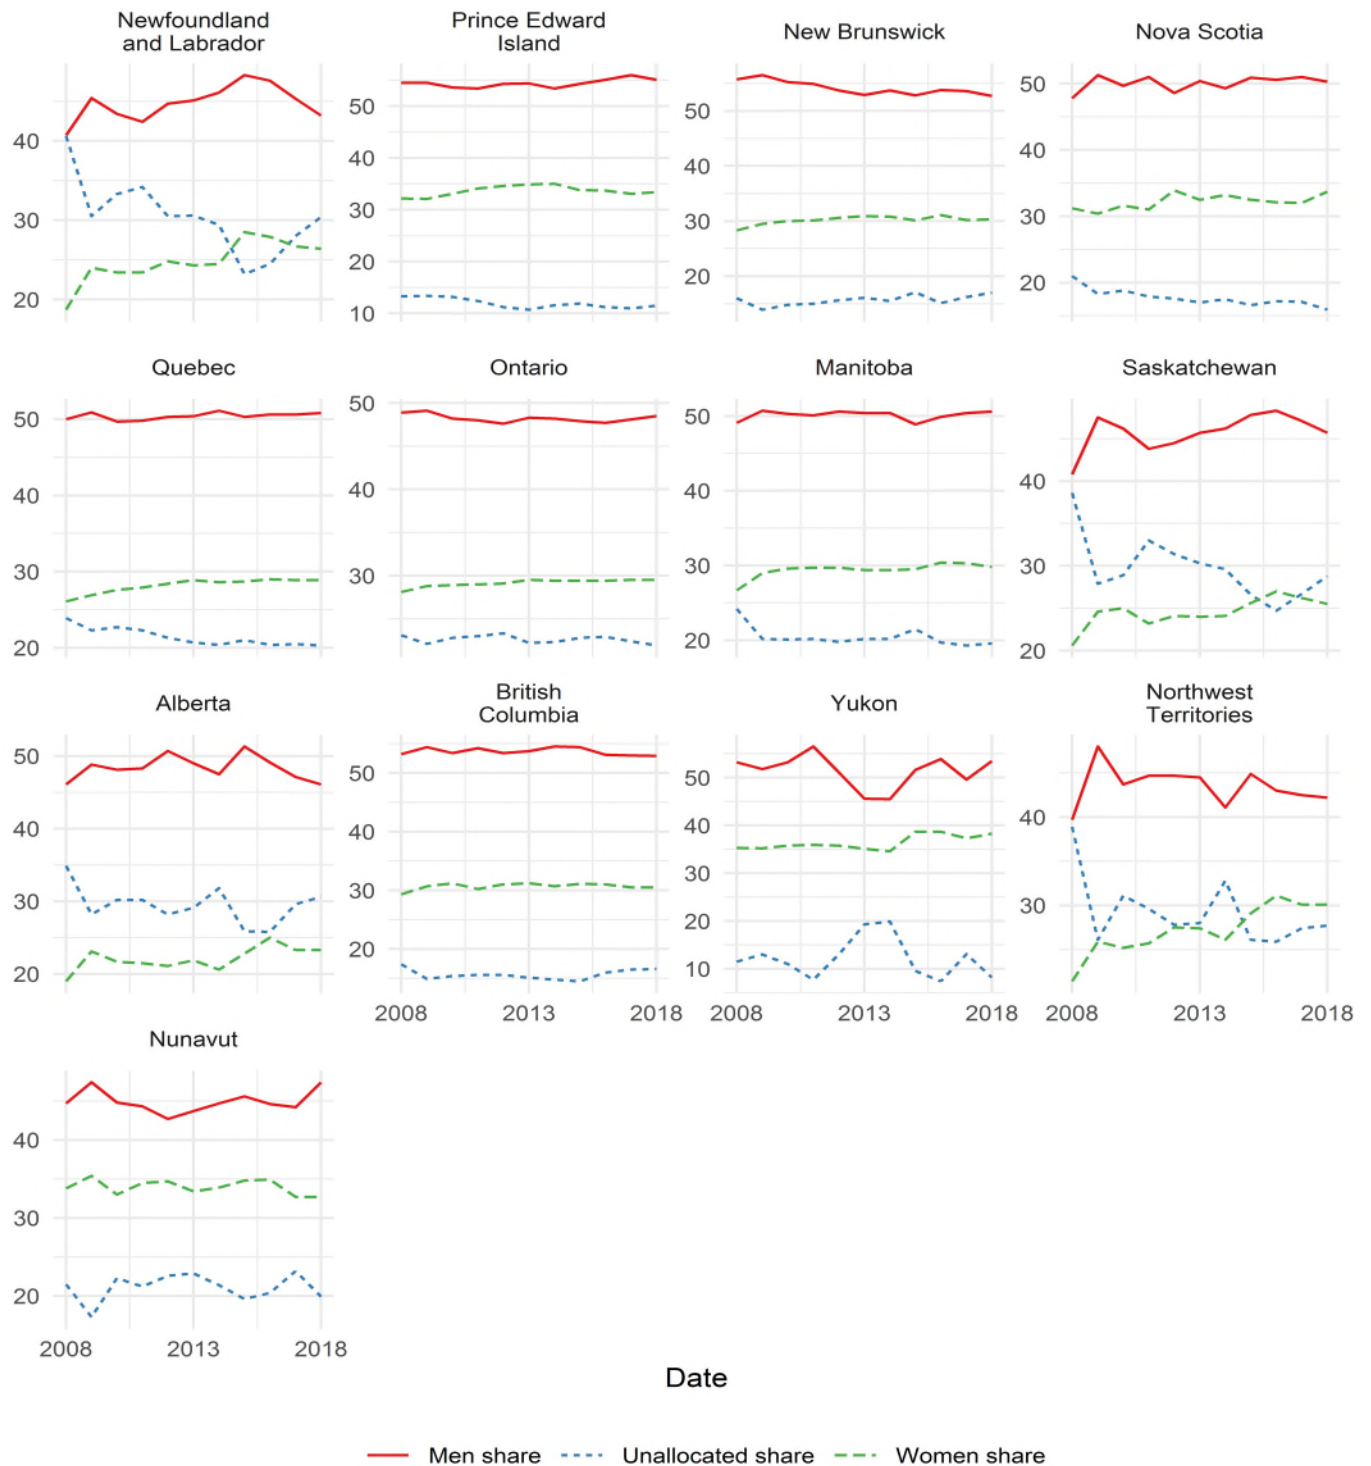 Newfoundland
and Labrador
Prince Edward
Island
New Brunswick
Nova Scotia
40
30
20
50
40
30
20
10
50
40
30
20
50
40
30
20
Quebec
Ontario
Manitoba
Saskatchewan
50
40
30
20
50
40
30
50
40
30
20
40
30
20
Alberta
British
Columbia
Yukon
Northwest
Territories
50
40
30
20
50
40
30
20
2008 2013 2018
50
40
30
20
10
2008 2013 2018
40
30
2008 2013 2018
Nunavut
40
30
20
2008 2013 2018
Date
Men share Unallocated share Women share